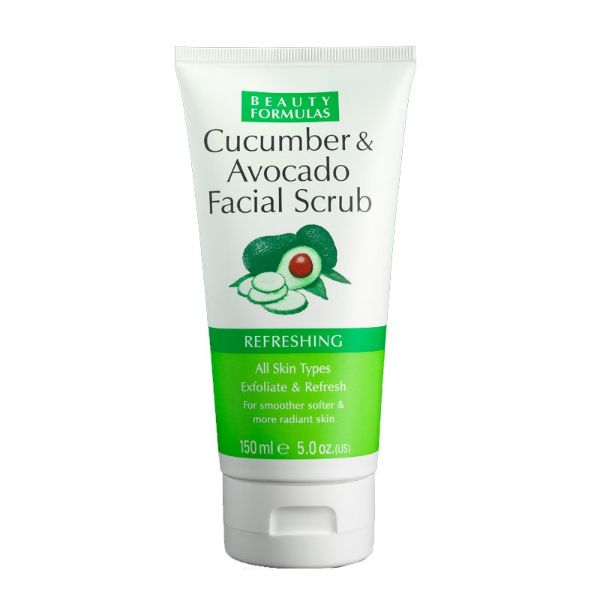 BEAUTY
FORMULAS
Cucumber &
Avocado
Facial Scrub
REFRESHING
All Skin Types
Exfoliate & Refresh
For smoother softer &
more radiant skin
150 ml ℮ 5.0 oz.(US)